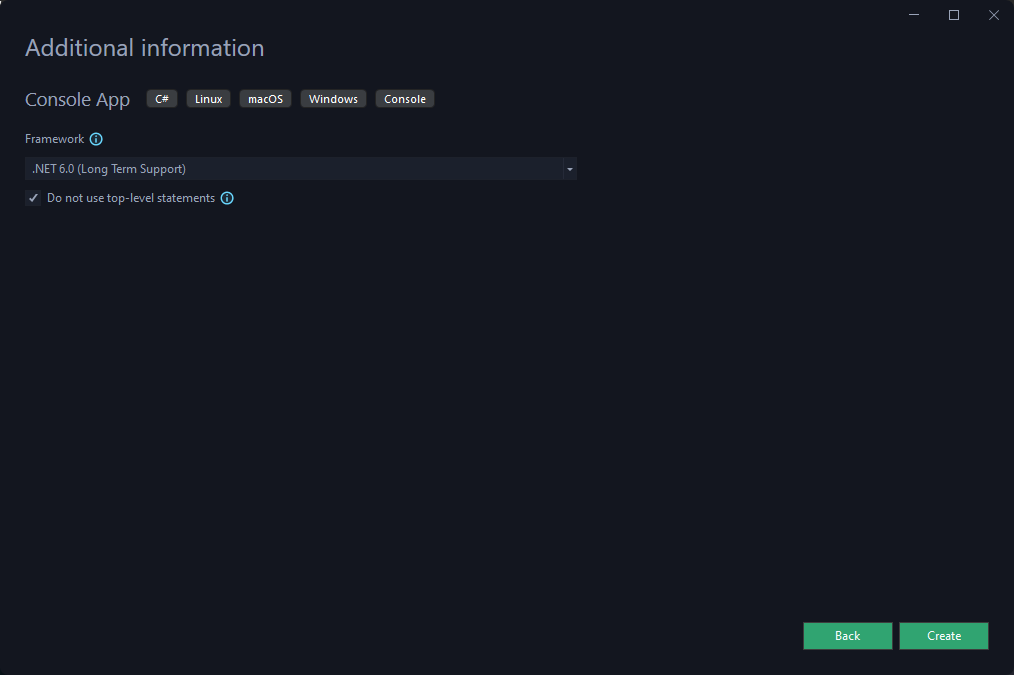 Additional information
Console App C# Linux macOS Windows Console
Framework
.NET 6.0 (Long Term Support)
Do not use top-level statements
Back Create